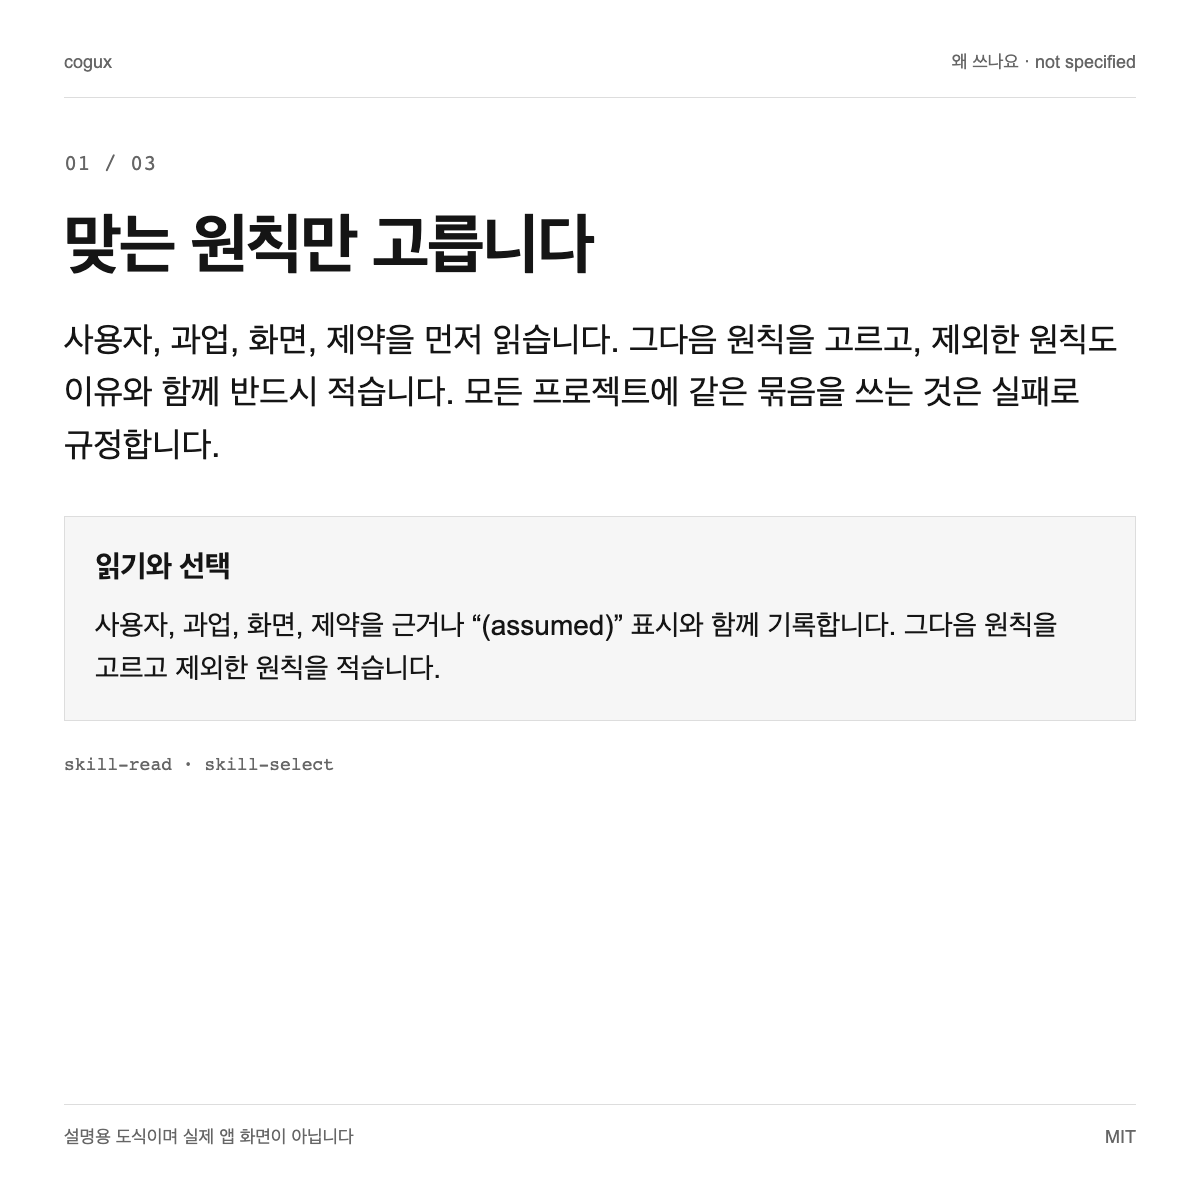 cogux
왜 쓰나요 · not specified
01 / 03
맞는 원칙만 고릅니다
사용자, 과업, 화면, 제약을 먼저 읽습니다. 그다음 원칙을 고르고, 제외한 원칙도
이유와 함께 반드시 적습니다. 모든 프로젝트에 같은 묶음을 쓰는 것은 실패로
규정합니다.
읽기와 선택
사용자, 과업, 화면, 제약을 근거나 “(assumed)” 표시와 함께 기록합니다. 그다음 원칙을
고르고 제외한 원칙을 적습니다.
skill-read · skill-select
설명용 도식이며 실제 앱 화면이 아닙니다
MIT